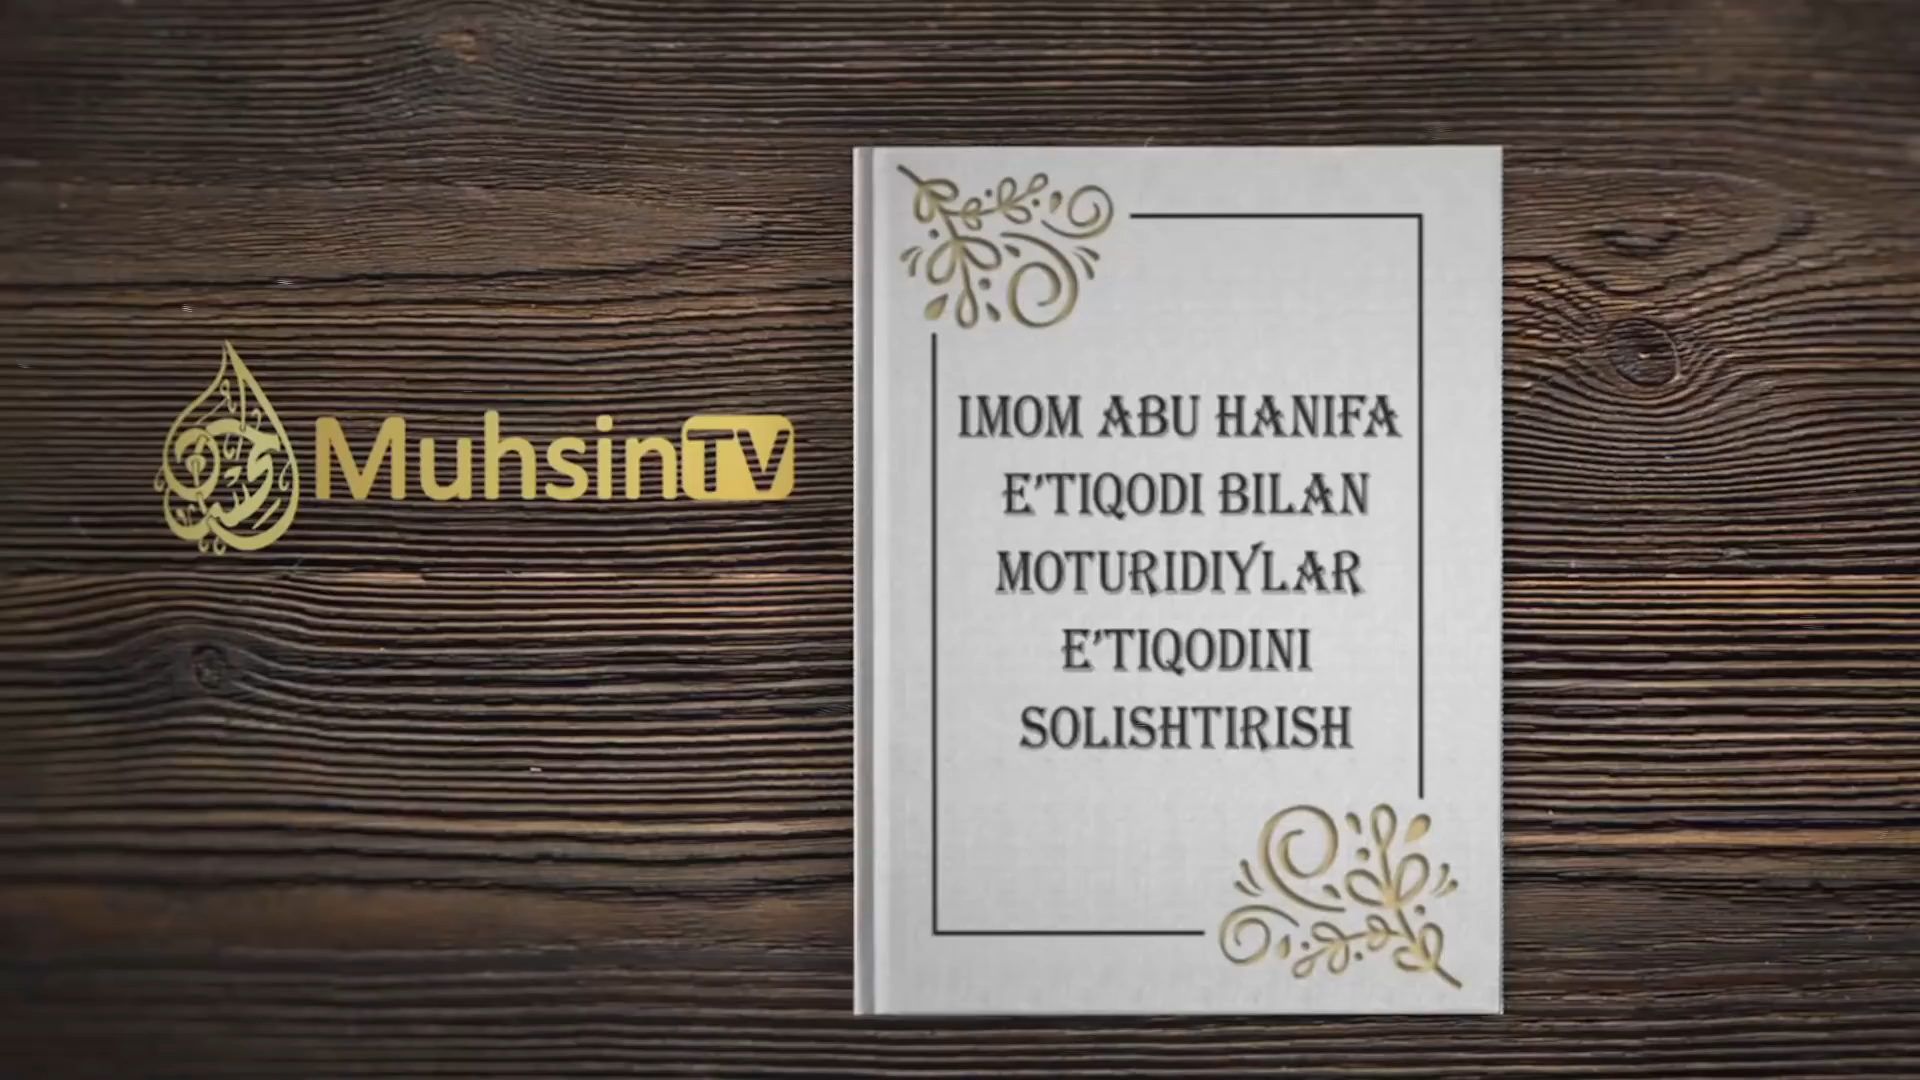 MuhsinTV
IMOM ABU HANIFA
E'TIQODI BILAN
MOTURIDIYLAR
E'TIQODINI
SOLISHTIRISH